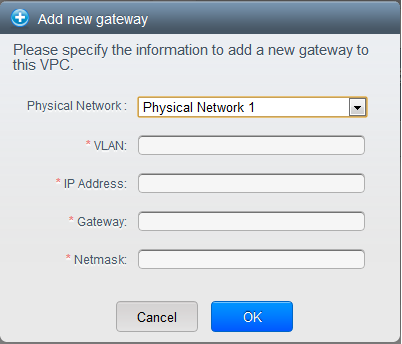 Add new gateway
Please specify the information to add a new gateway to
this VPC.
Physical Network : Physical Network 1
* VLAN:
* IP Address:
* Gateway:
* Netmask:
Cancel OK